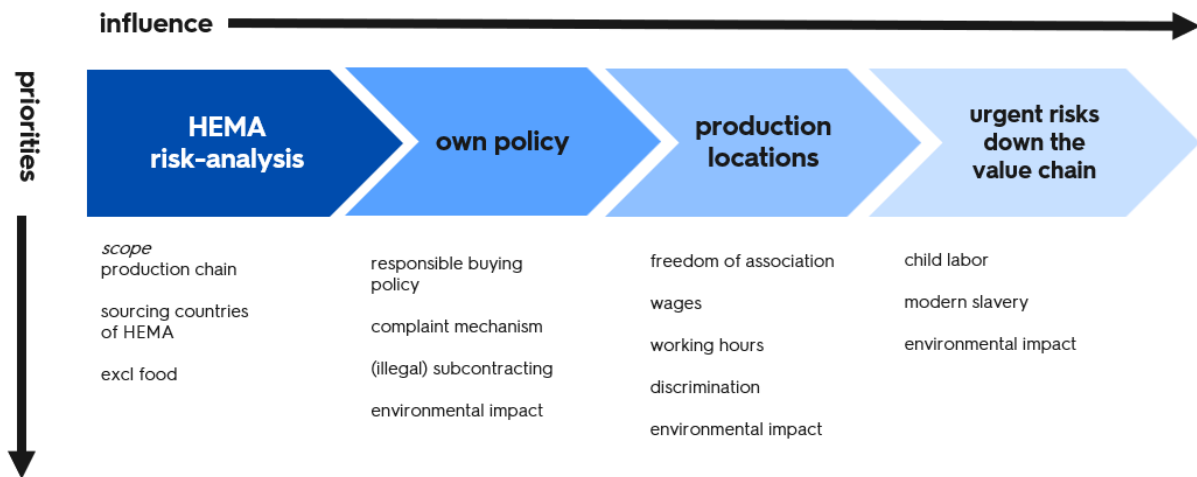 influence
priorities
HEMA
risk-analysis
own policy
production
locations
urgent risks
down the
value chain
scope
production chain
sourcing countries
of HEMA
excl food
responsible buying
policy
complaint mechanism
(illegal) subcontracting
environmental impact
freedom of association
wages
working hours
discrimination
environmental impact
child labor
modern slavery
environmental impact